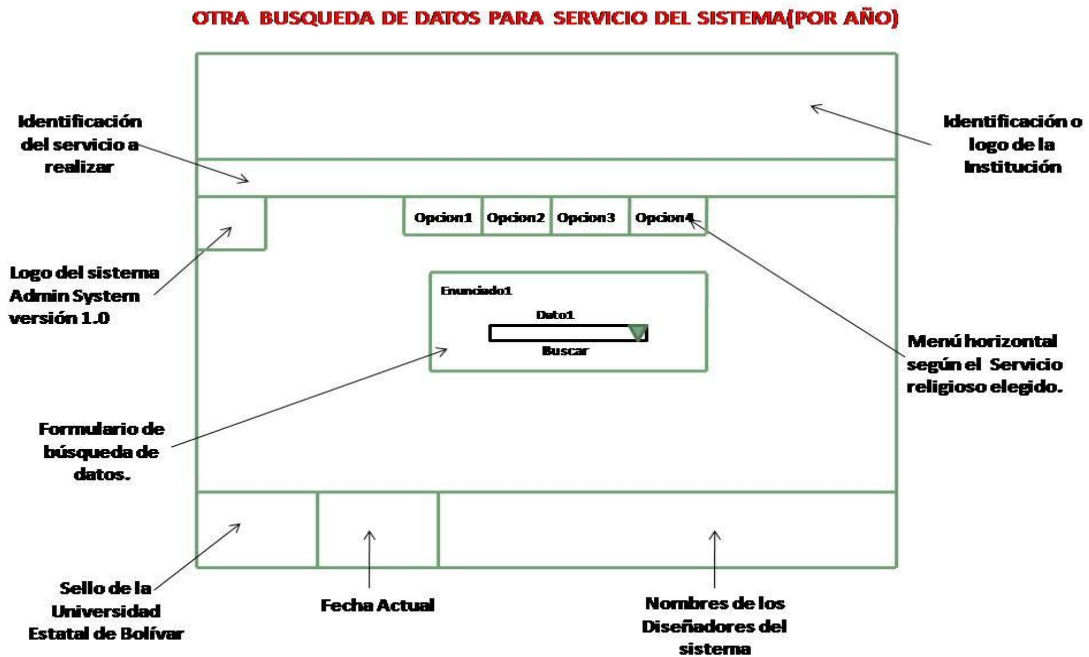 OTRA BUSQUEDA DE DATOS PARA SERVICIO DEL SISTEMA(POR AÑO)
Identificación
del servicio a
realizar
Identificación o
logo de la
Institución
Opcion1 Opcion2 Opcion3 Opcion4
Logo del sistema
Admin System
versión 1.0
Enunciado1
Dato1
Buscar
Menú horizontal
según el Servicio
religioso elegido.
Formulario de
búsqueda de
datos.
Sello de la
Universidad
Estatal de Bolívar
Fecha Actual
Nombres de los
Diseñadores del
sistema